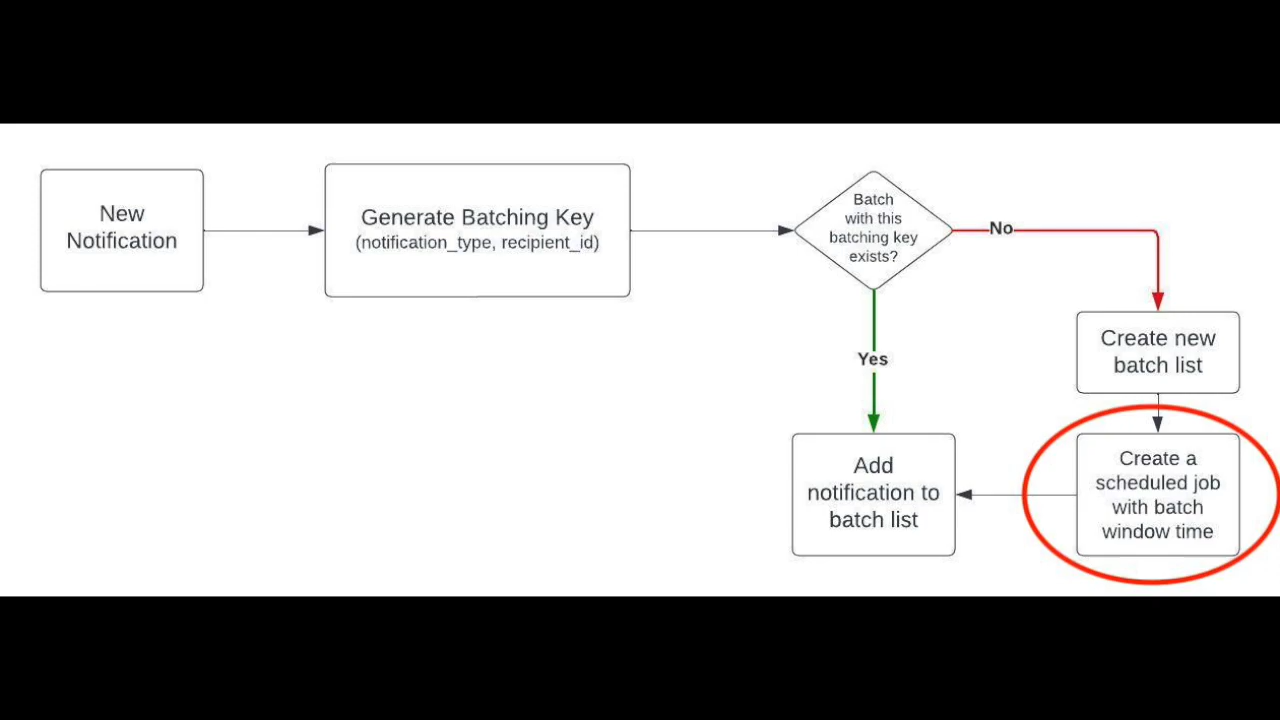 New
Notification
Generate Batching Key
(notification_type, recipient_id)
Batch
with this
batching key
exists?
No
Yes
Create new
batch list
Add
notification to
batch list
Create a
scheduled job
with batch
window time